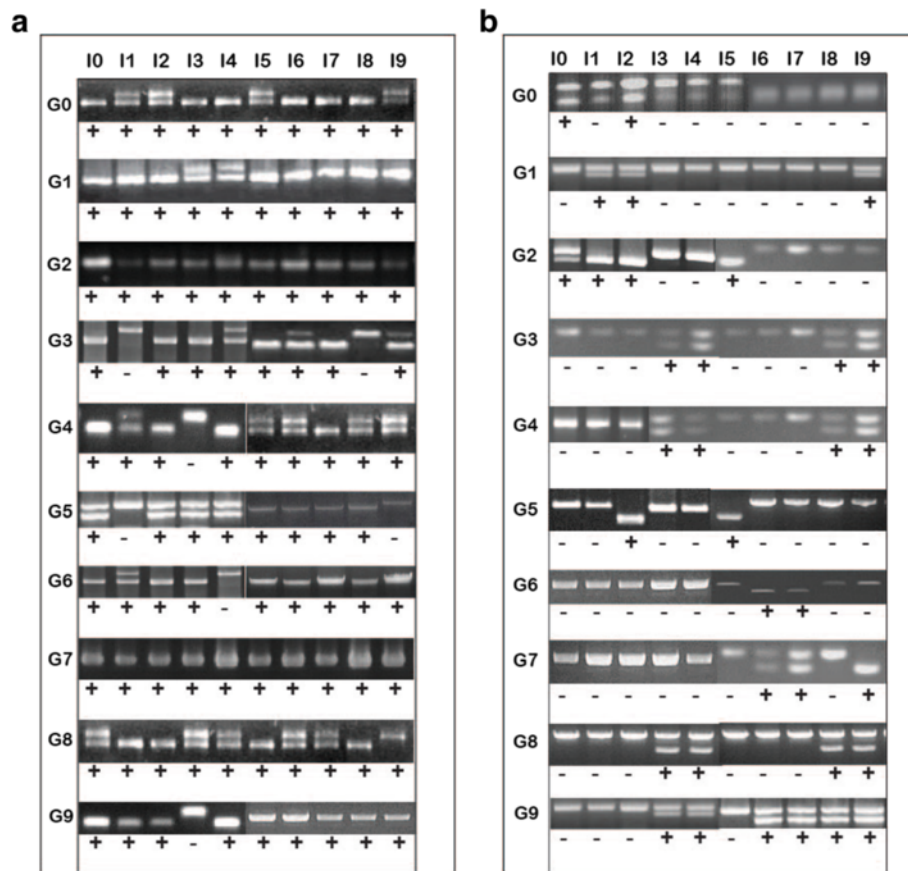 a
I0 I1 I2 I3 I4 I5 I6 I7 I8 I9
G0
+ + + + + + + + + +
G1
+ + + + + + + + + +
G2
+ + + + + + + + + +
G3
+ - + + + + + + - +
G4
+ + + - + + + + + +
G5
+ - + + + + + + + -
G6
+ + + + - + + + + +
G7
+ + + + + + + + + +
G8
+ + + + + + + + + +
G9
+ + + - + + + + + +
b
I0 I1 I2 I3 I4 I5 I6 I7 I8 I9
G0
+ - + - - - - - - -
G1
- + + - - - - - - +
G2
+ + + - - + - - - -
G3
- - - + + - - - + +
G4
- - - + + - - - + +
G5
- - + - - + - - - -
G6
- - - - - - + + - -
G7
- - - - - - + + - +
G8
- - - + + - - - + +
G9
- - - + + - + + + +